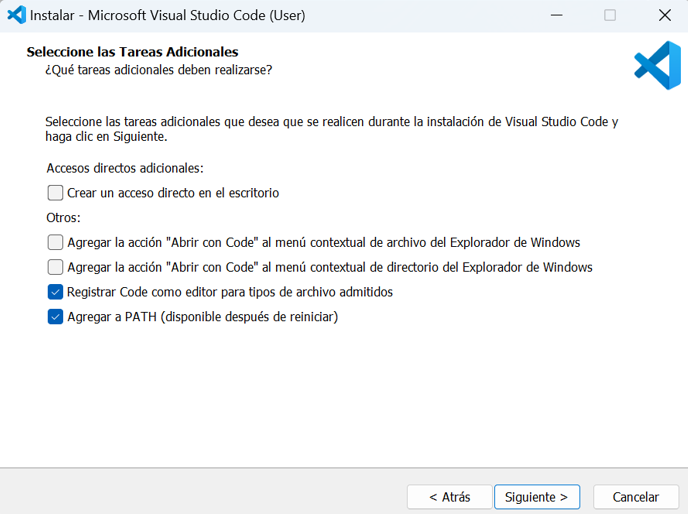 Instalar - Microsoft Visual Studio Code (User)
Seleccione las Tareas Adicionales
¿Qué tareas adicionales deben realizarse?
Seleccione las tareas adicionales que desea que se realicen durante la instalación de Visual Studio Code y
haga clic en Siguiente.
Accesos directos adicionales:
Crear un acceso directo en el escritorio
Otros:
Agregar la acción "Abrir con Code" al menú contextual de archivo del Explorador de Windows
Agregar la acción "Abrir con Code" al menú contextual de directorio del Explorador de Windows
Registrar Code como editor para tipos de archivo admitidos
Agregar a PATH (disponible después de reiniciar)
< Atrás Siguiente > Cancelar